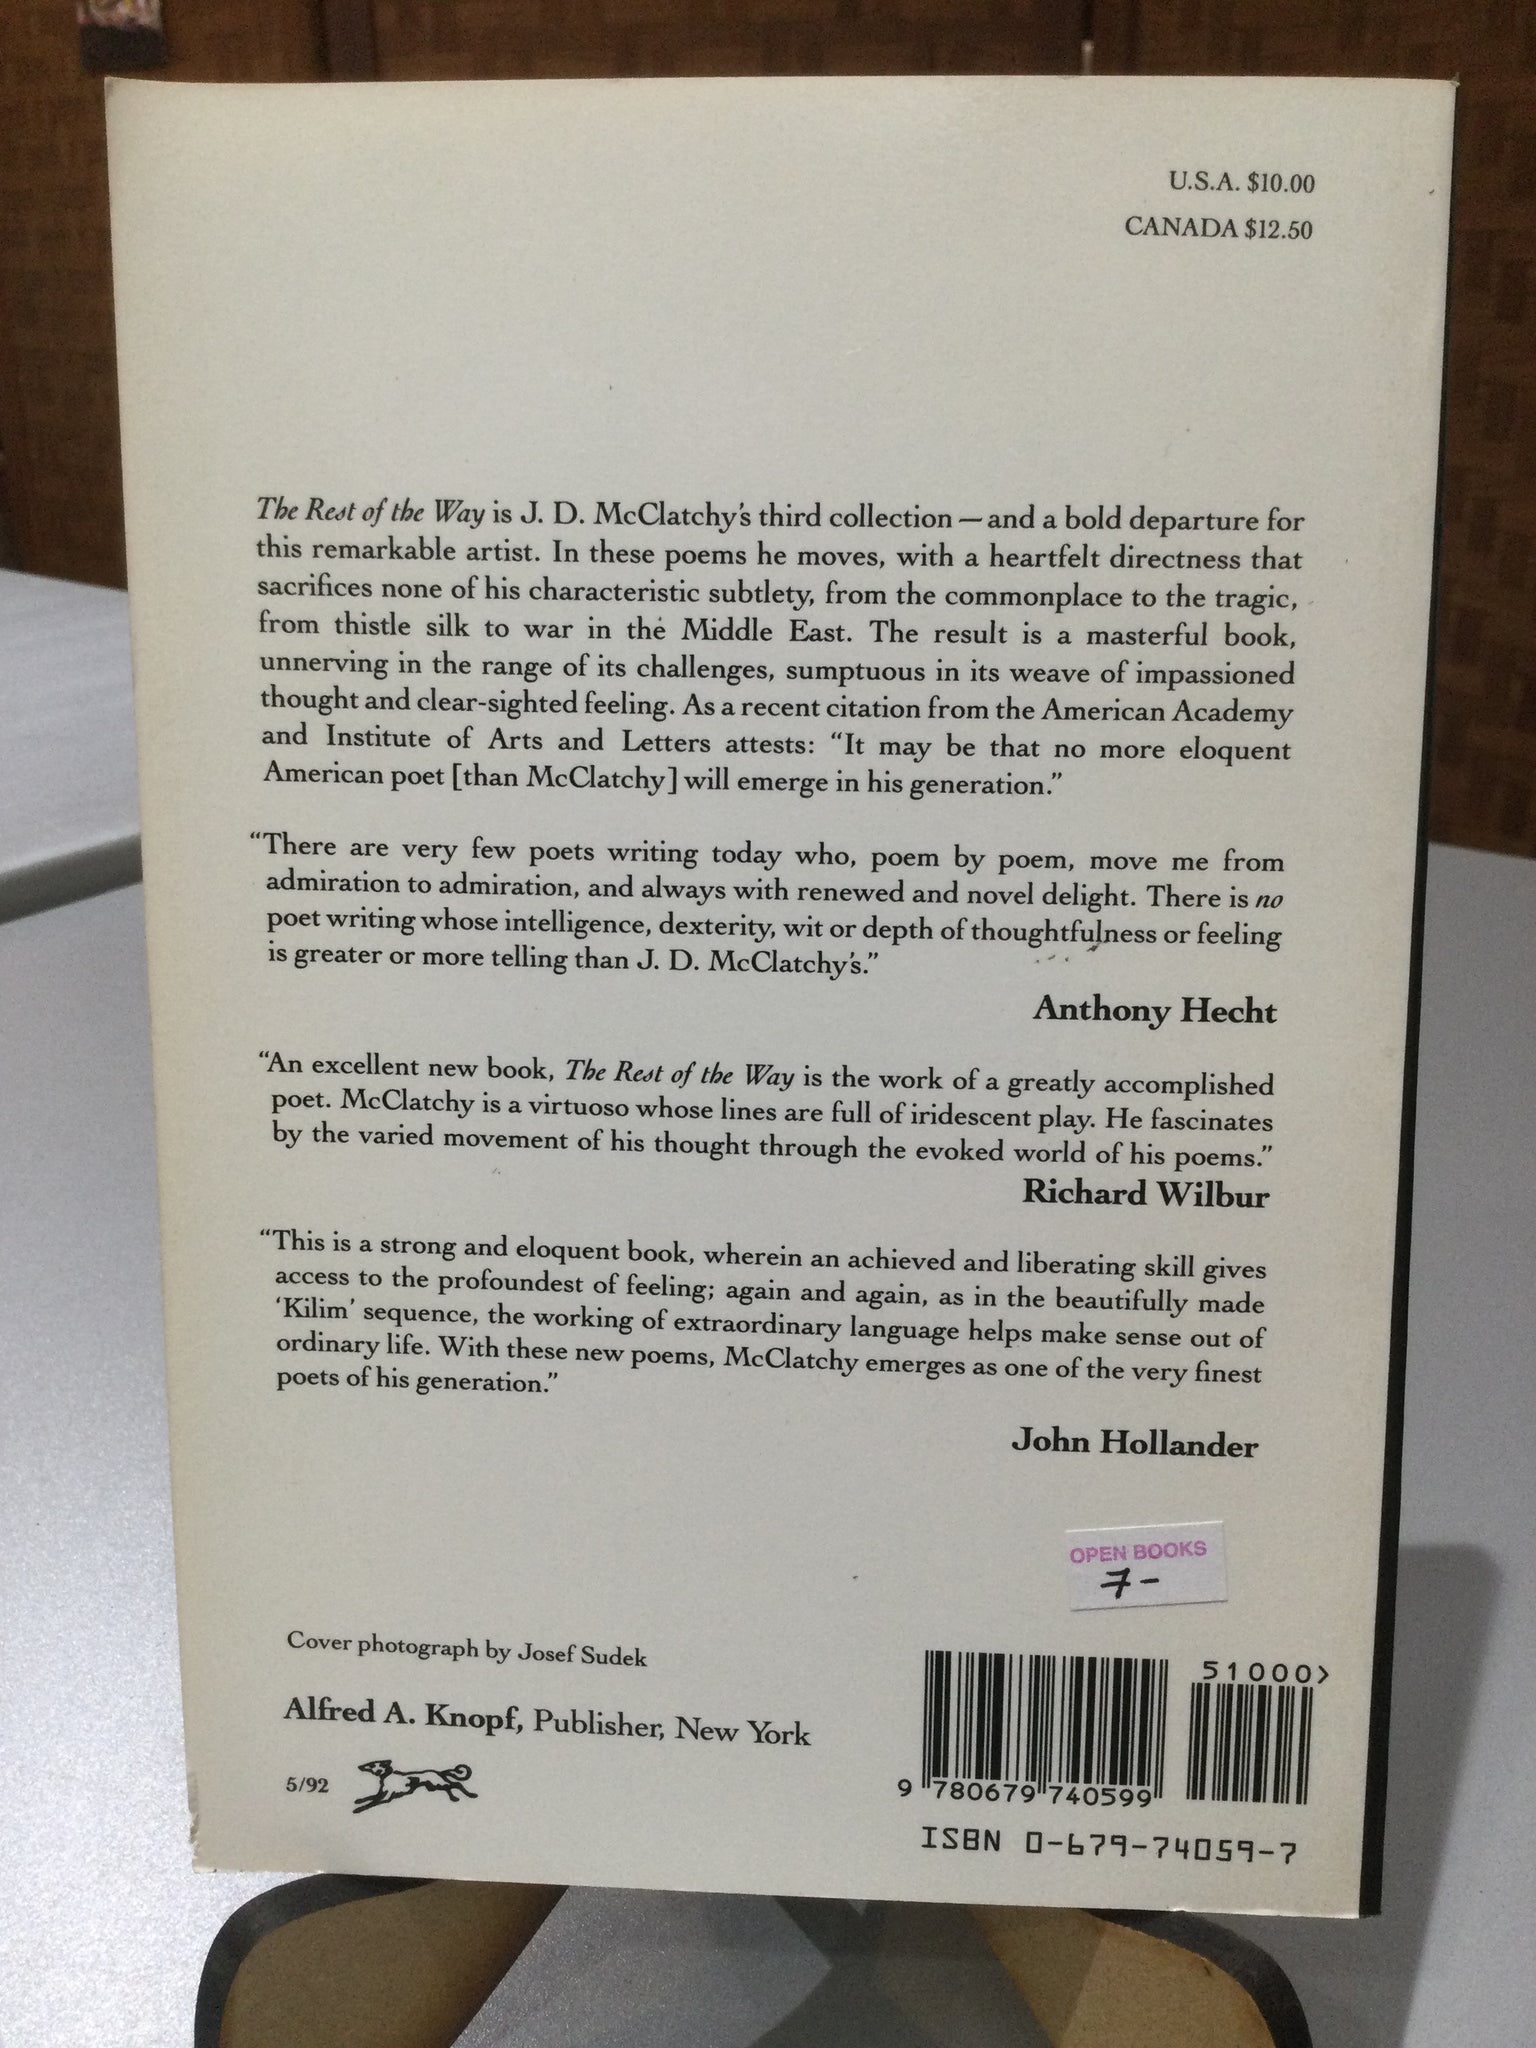 U.S.A. $10.00
CANADA $12.50
The Rest of the Way is J. D. McClatchy's third collection — and a bold departure for
this remarkable artist. In these poems he moves, with a heartfelt directness that
sacrifices none of his characteristic subtlety, from the commonplace to the tragic,
from thistle silk to war in the Middle East. The result is a masterful book,
unnerving in the range of its challenges, sumptuous in its weave of impassioned
thought and clear-sighted feeling. As a recent citation from the American Academy
and Institute of Arts and Letters attests: “It may be that no more eloquent
American poet [than McClatchy] will emerge in his generation.”
“There are very few poets writing today who, poem by poem, move me from
admiration to admiration, and always with renewed and novel delight. There is no
poet writing whose intelligence, dexterity, wit or depth of thoughtfulness or feeling
is greater or more telling than J. D. McClatchy's.”
Anthony Hecht
“An excellent new book, The Rest of the Way is the work of a greatly accomplished
poet. McClatchy is a virtuoso whose lines are full of iridescent play. He fascinates
by the varied movement of his thought through the evoked world of his poems.”
Richard Wilbur
“This is a strong and eloquent book, wherein an achieved and liberating skill gives
access to the profoundest of feeling; again and again, as in the beautifully made
‘Kilim’ sequence, the working of extraordinary language helps make sense out of
ordinary life. With these new poems, McClatchy emerges as one of the very finest
poets of his generation.”
John Hollander
OPEN BOOKS
7-
Cover photograph by Josef Sudek
Alfred A. Knopf, Publisher, New York
5/92
51000>
9 780679 740599
ISBN 0-679-74059-7